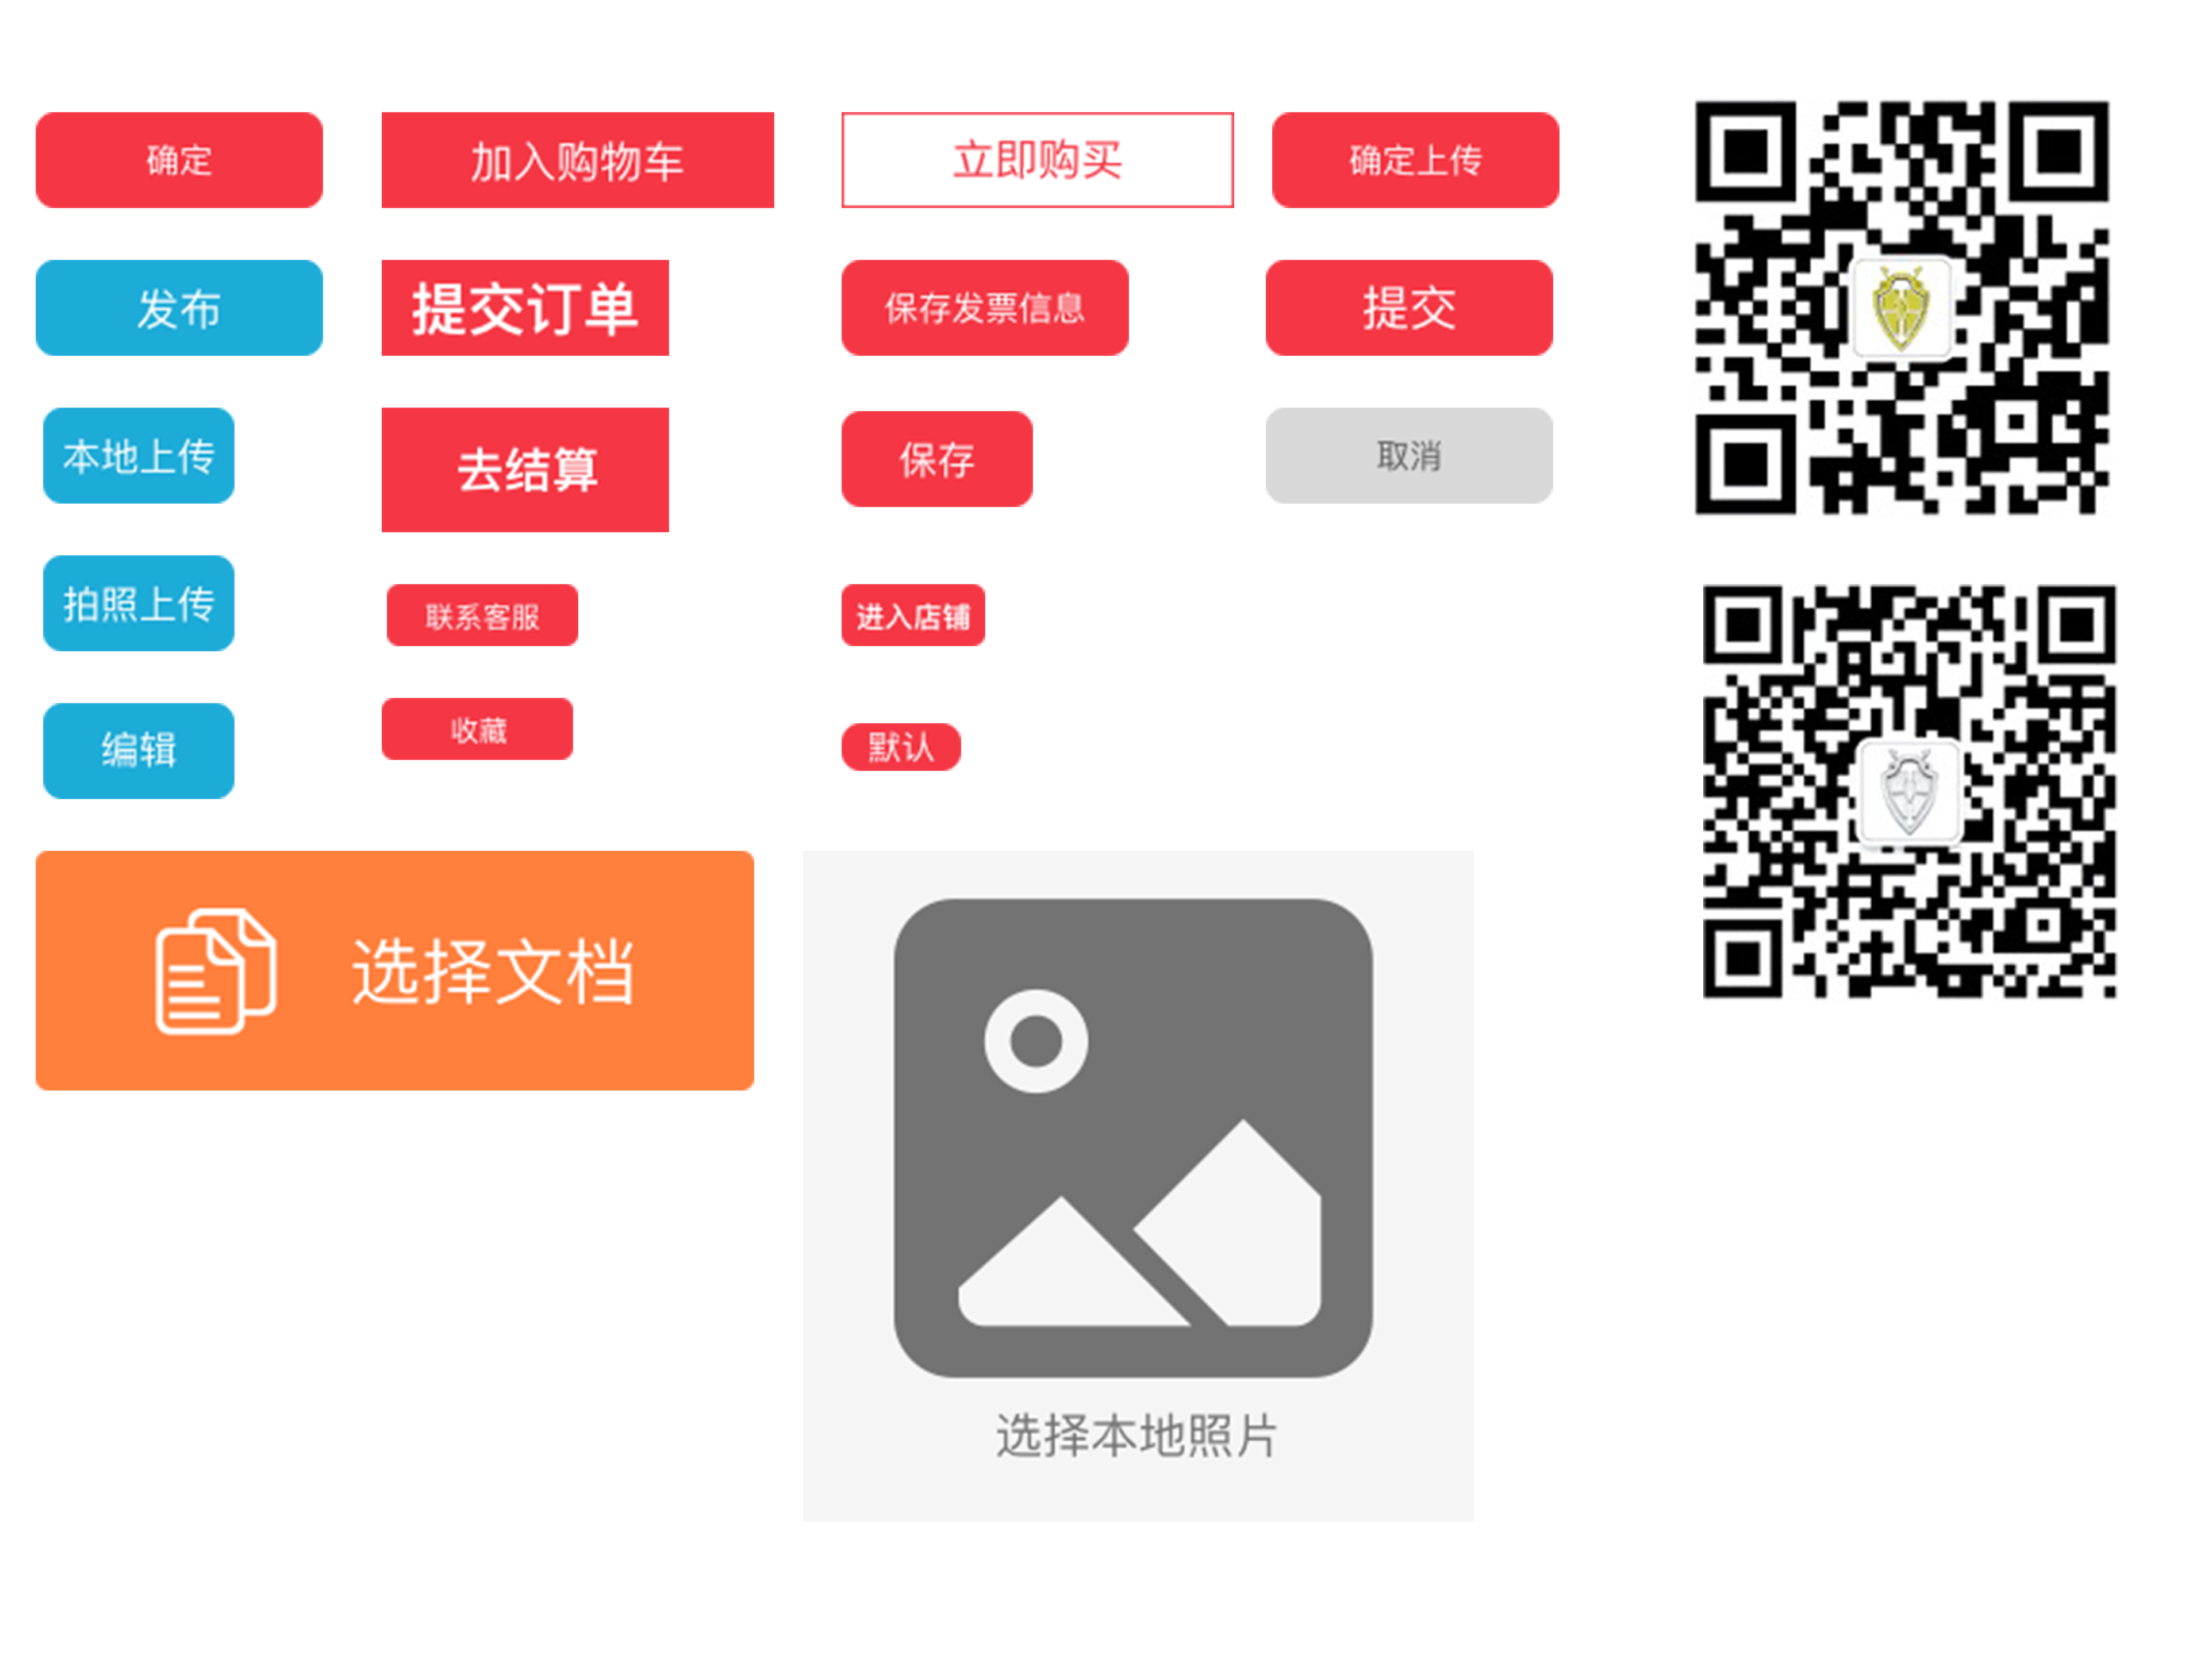 确定
加入购物车
立即购买
确定上传
发布
提交订单
保存发票信息
提交
本地上传
去结算
保存
取消
拍照上传
联系客服
进入店铺
编辑
收藏
默认
选择文档
选择本地照片